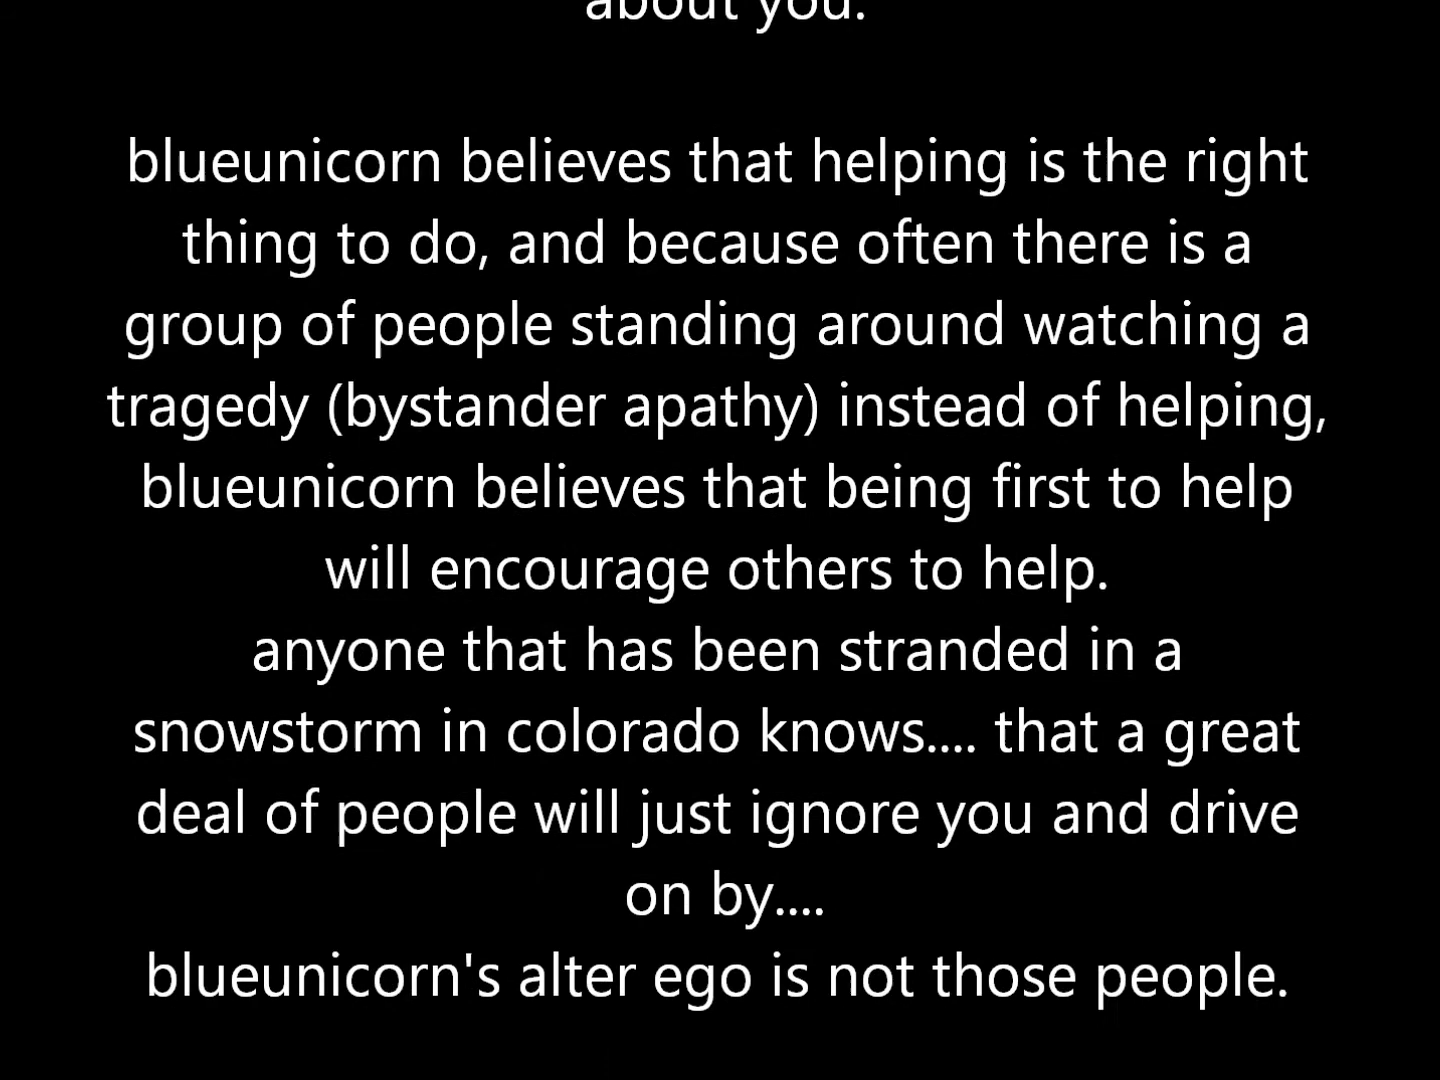 about you.
blueunicorn believes that helping is the right
thing to do, and because often there is a
group of people standing around watching a
tragedy (bystander apathy) instead of helping,
blueunicorn believes that being first to help
will encourage others to help.
anyone that has been stranded in a
snowstorm in colorado knows.... that a great
deal of people will just ignore you and drive
on by....
blueunicorn's alter ego is not those people.